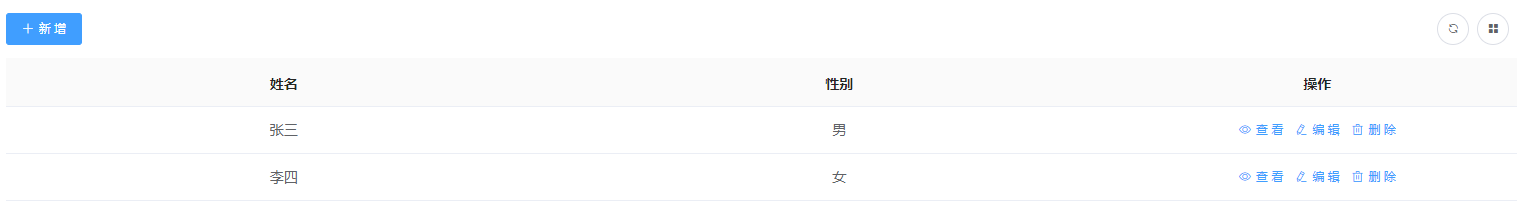 新增
姓名 性别 操作
张三 男 查看 编辑 删除
李四 女 查看 编辑 删除